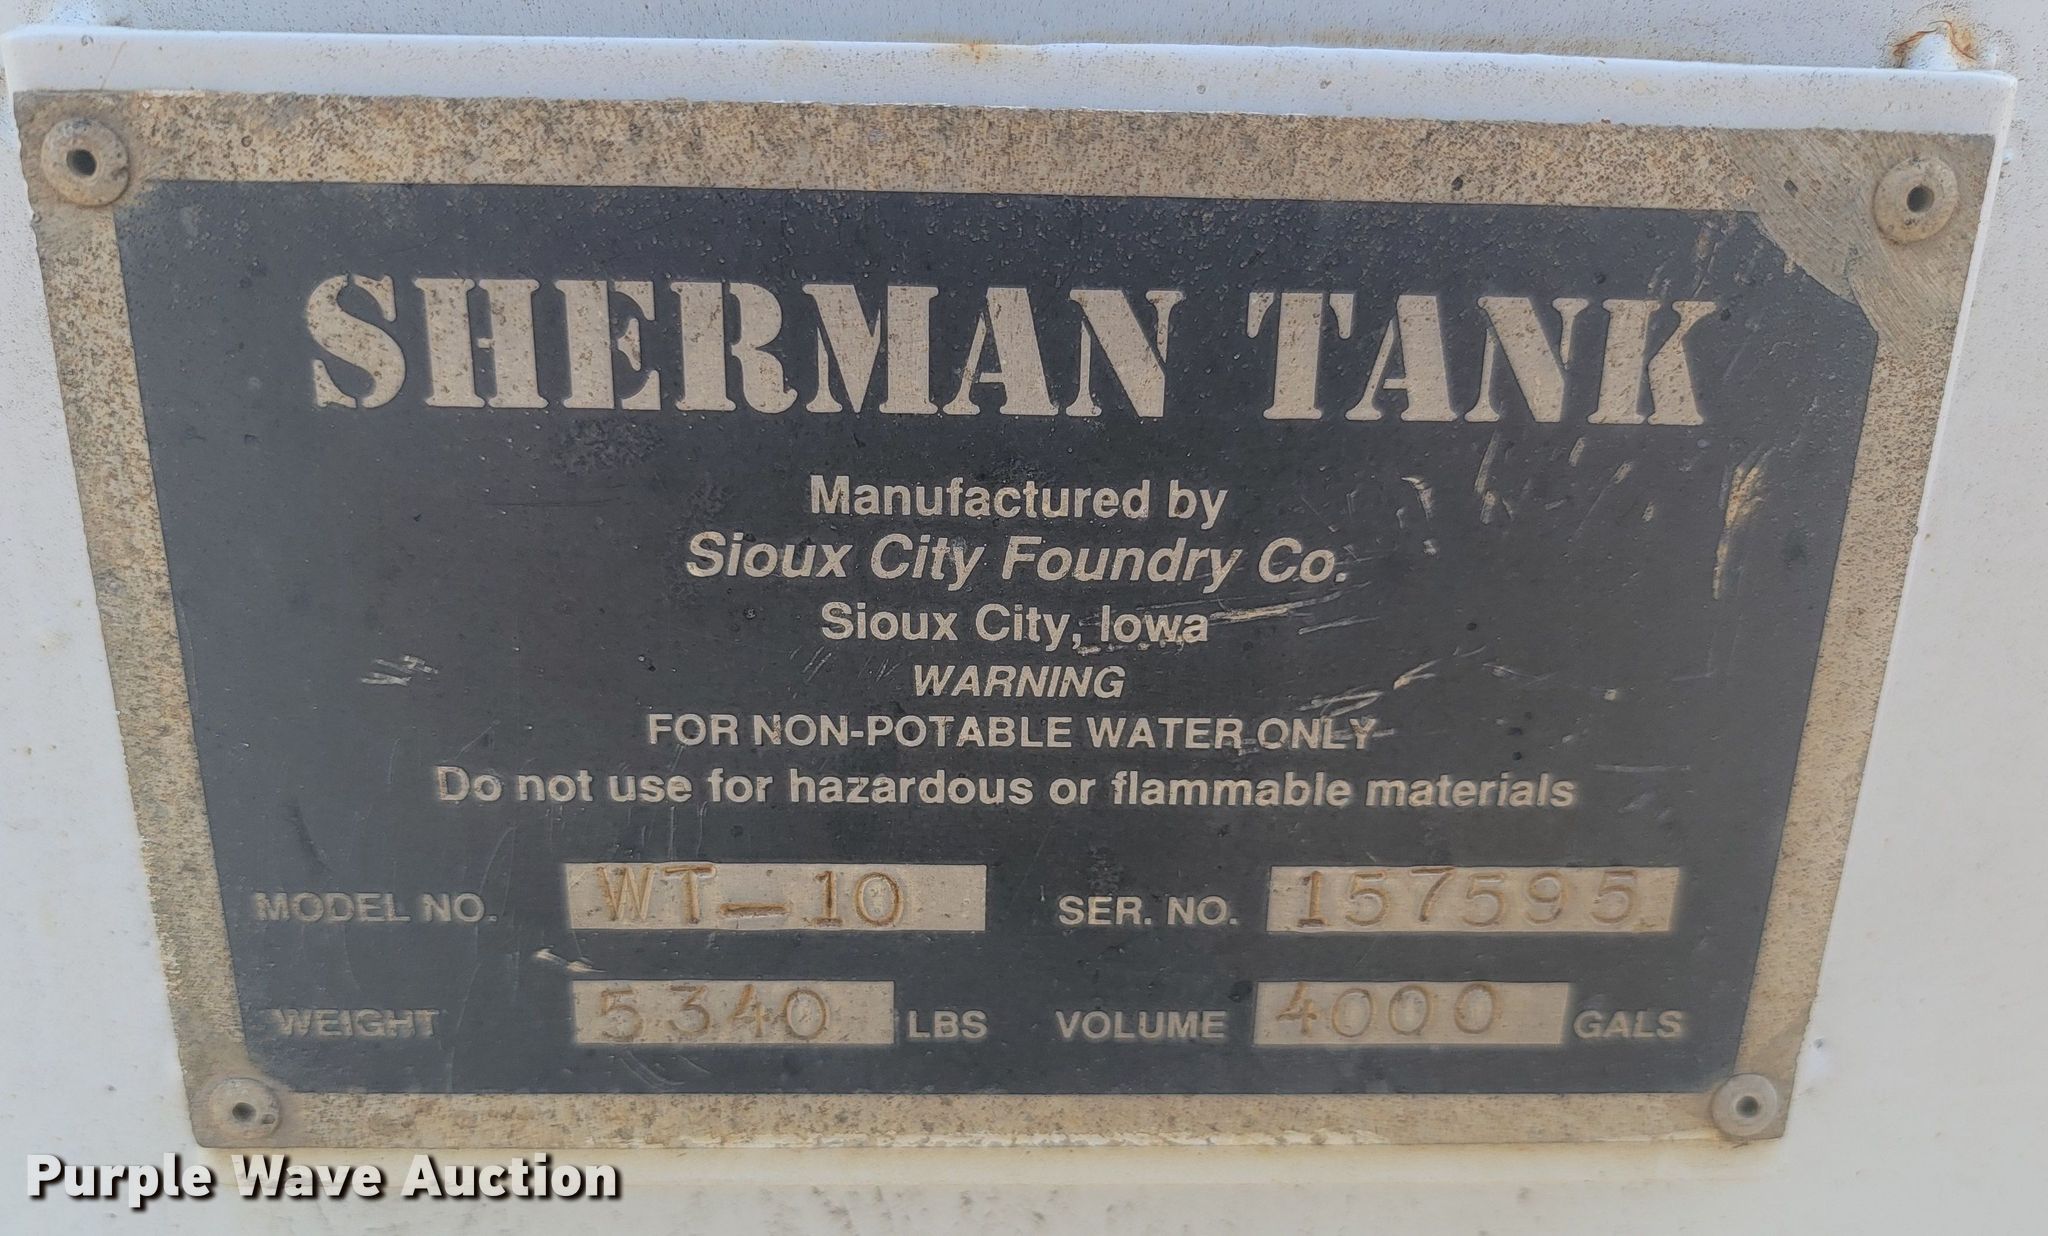 SHERMAN TANK
Manufactured by
Sioux City Foundry Co.
Sioux City, Iowa
WARNING
FOR NON-POTABLE WATER ONLY
Do not use for hazardous or flammable materials
MODEL NO. WT-10 SER. NO. 157595
WEIGHT 5340 LBS VOLUME 4000 GALS
Purple Wave Auction